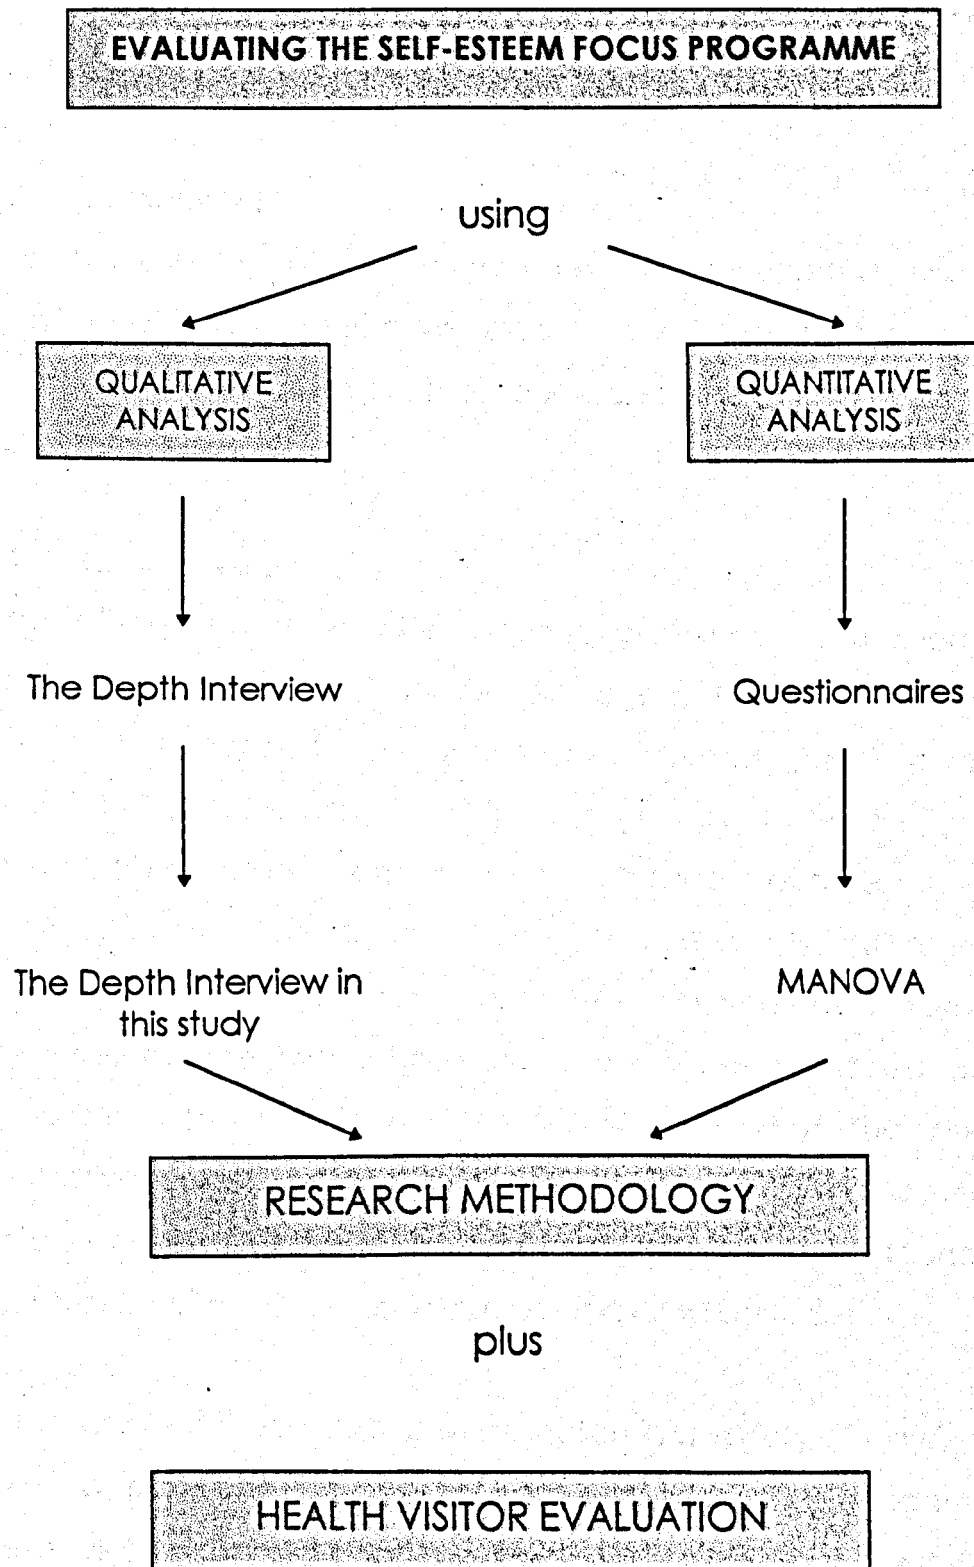 EVALUATING THE SELF-ESTEEM FOCUS PROGRAMME
using
QUALITATIVE
ANALYSIS
QUANTITATIVE
ANALYSIS
The Depth Interview
Questionnaires
The Depth Interview in
this study
MANOVA
RESEARCH METHODOLOGY
plus
HEALTH VISITOR EVALUATION